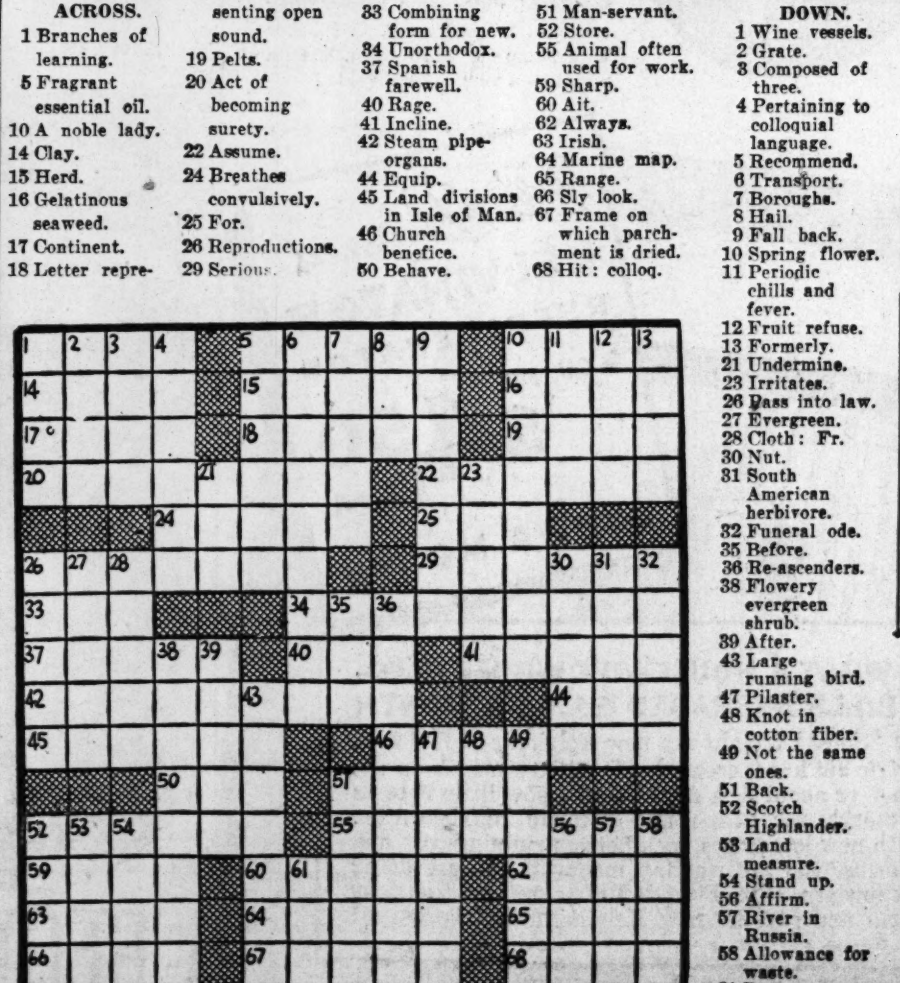 ACROSS.
1 Branches of
learning.
5 Fragrant
essential oil.
10 A noble lady.
14 Clay.
15 Herd.
16 Gelatinous
seaweed.
17 Continent.
18 Letter repre-
senting open
sound.
19 Pelts.
20 Act of
becoming
surety.
22 Assume.
24 Breathes
convulsively.
25 For.
26 Reproductions.
29 Serious.
33 Combining
form for new.
34 Unorthodox.
37 Spanish
farewell.
40 Rage.
41 Incline.
42 Steam pipe-
organs.
44 Equip.
45 Land divisions
in Isle of Man.
46 Church
benefice.
50 Behave.
51 Man-servant.
52 Store.
55 Animal often
used for work.
59 Sharp.
60 Ait.
62 Always.
63 Irish.
64 Marine map.
65 Range.
66 Sly look.
67 Frame on
which parch-
ment is dried.
68 Hit: colloq.
DOWN.
1 Wine vessels.
2 Grate.
3 Composed of
three.
4 Pertaining to
colloquial
language.
5 Recommend.
6 Transport.
7 Boroughs.
8 Hail.
9 Fall back.
10 Spring flower.
11 Periodic
chills and
fever.
12 Fruit refuse.
13 Formerly.
21 Undermine.
23 Irritates.
26 Pass into law.
27 Evergreen.
28 Cloth: Fr.
30 Nut.
31 South
American
herbivore.
32 Funeral ode.
35 Before.
36 Re-ascenders.
38 Flowery
evergreen
shrub.
39 After.
43 Large
running bird.
47 Pilaster.
48 Knot in
cotton fiber.
49 Not the same
ones.
51 Back.
52 Scotch
Highlander.
53 Land
measure.
54 Stand up.
56 Affirm.
57 River in
Russia.
58 Allowance for
waste.
1 2 3 4 5 6 7 8 9 10 11 12 13
14 15 16
17 18 19
20 21 22 23
24 25
26 27 28 29 30 31 32
33 34 35 36
37 38 39 40 41
42 43 44
45 46 47 48 49
50 51
52 53 54 55 56 57 58
59 60 61 62
63 64 65
66 67 68